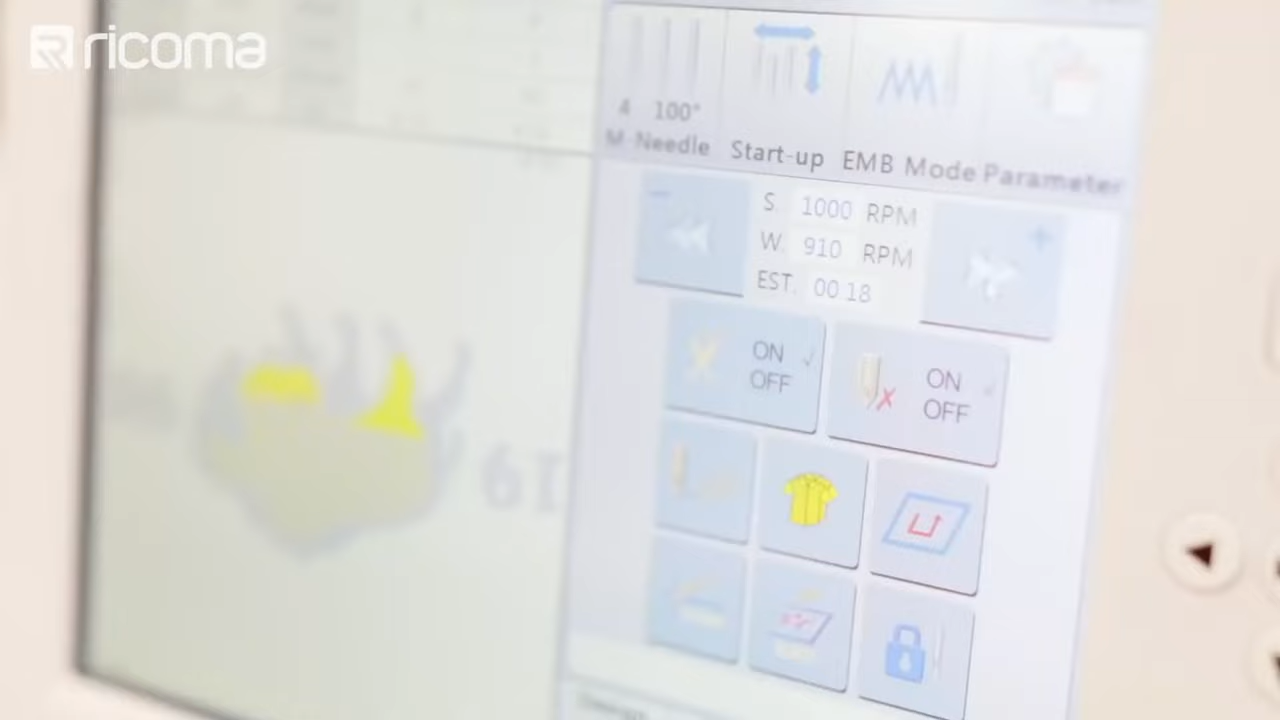 ricoma
4 100°
M-Needle
Start-up
EMB Mode
Parameter
S. 1000 RPM
W. 910 RPM
EST. 00 18
ON
OFF
ON
OFF